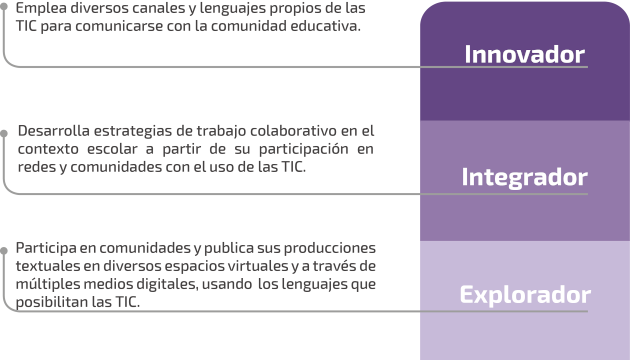 Emplea diversos canales y lenguajes propios de las
TIC para comunicarse con la comunidad educativa.
Innovador
Desarrolla estrategias de trabajo colaborativo en el
contexto escolar a partir de su participación en
redes y comunidades con el uso de las TIC.
Integrador
Participa en comunidades y publica sus producciones
textuales en diversos espacios virtuales y a través de
múltiples medios digitales, usando los lenguajes que
posibilitan las TIC.
Explorador